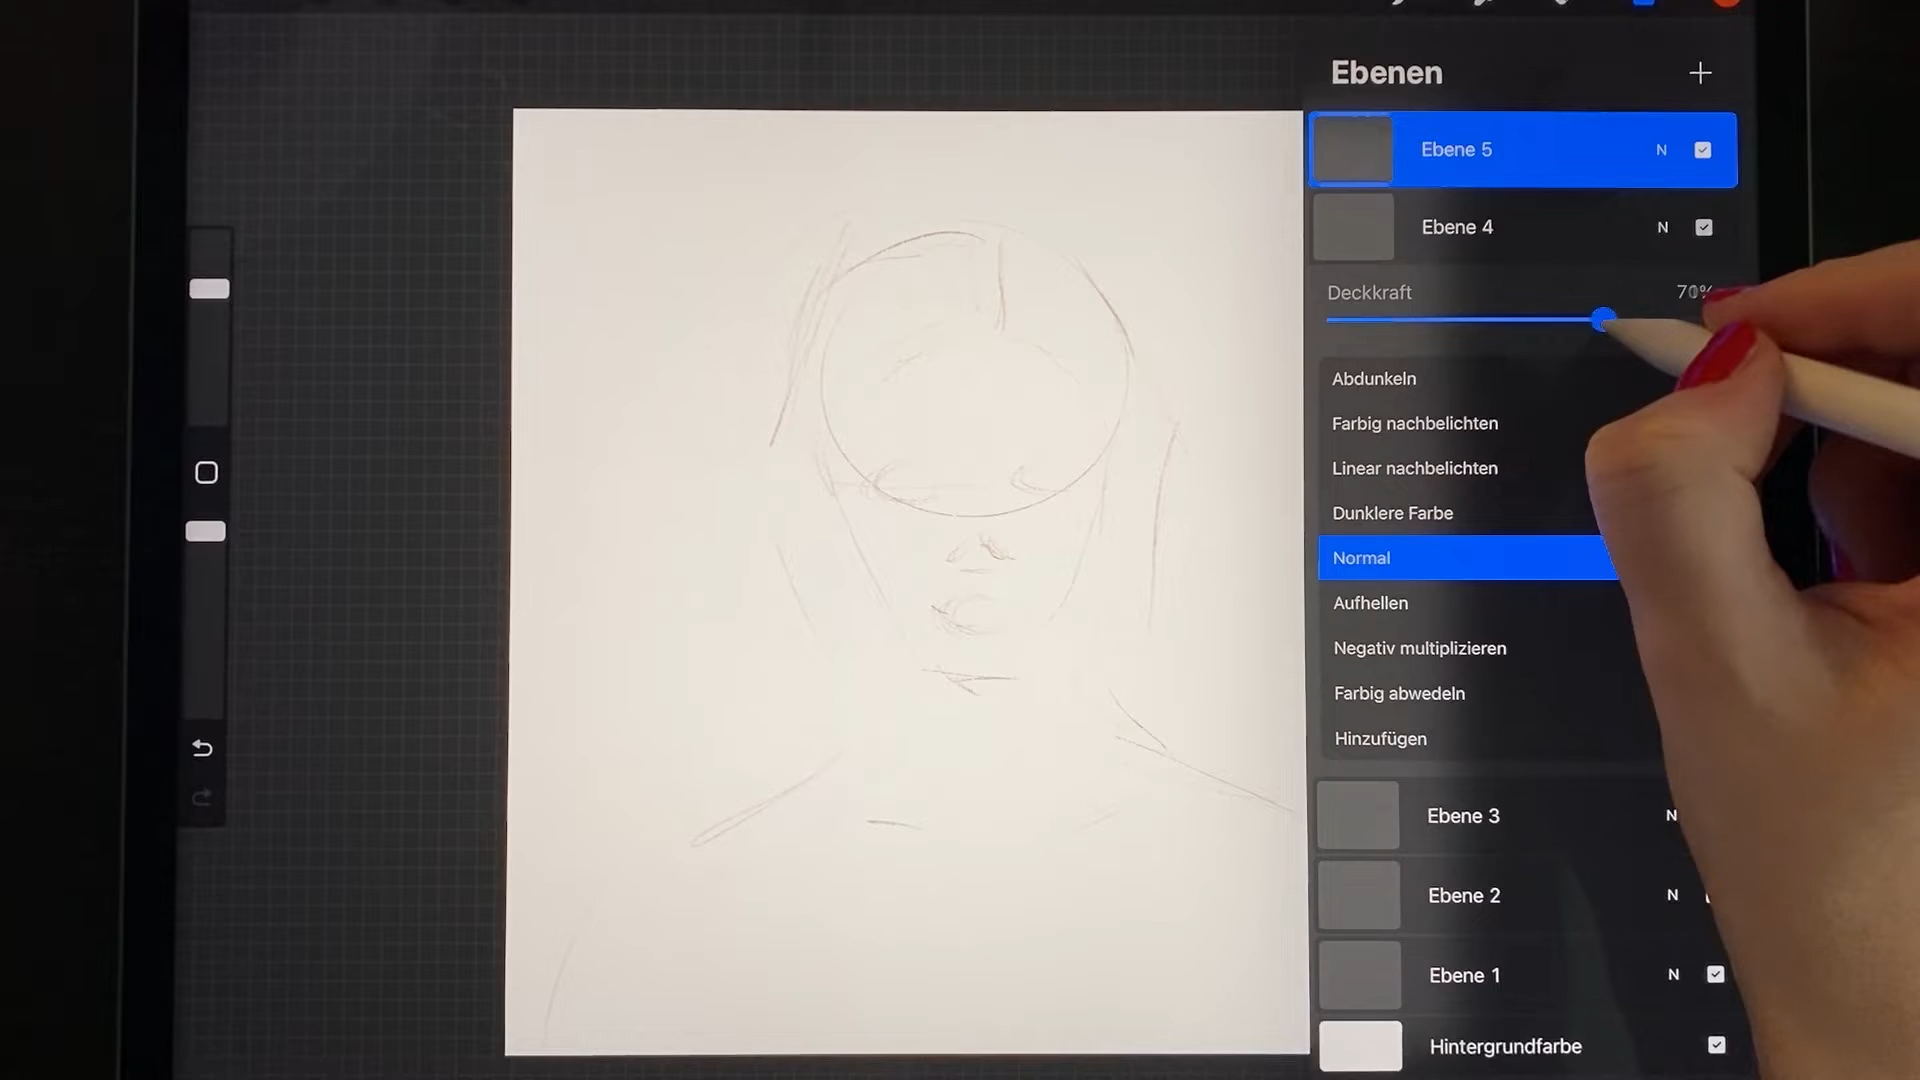 Ebenen
Ebene 5 N
Ebene 4 N
Deckkraft 70%
Abdunkeln
Farbig nachbelichten
Linear nachbelichten
Dunklere Farbe
Normal
Aufhellen
Negativ multiplizieren
Farbig abwedeln
Hinzufügen
Ebene 3 N
Ebene 2 N
Ebene 1 N
Hintergrundfarbe